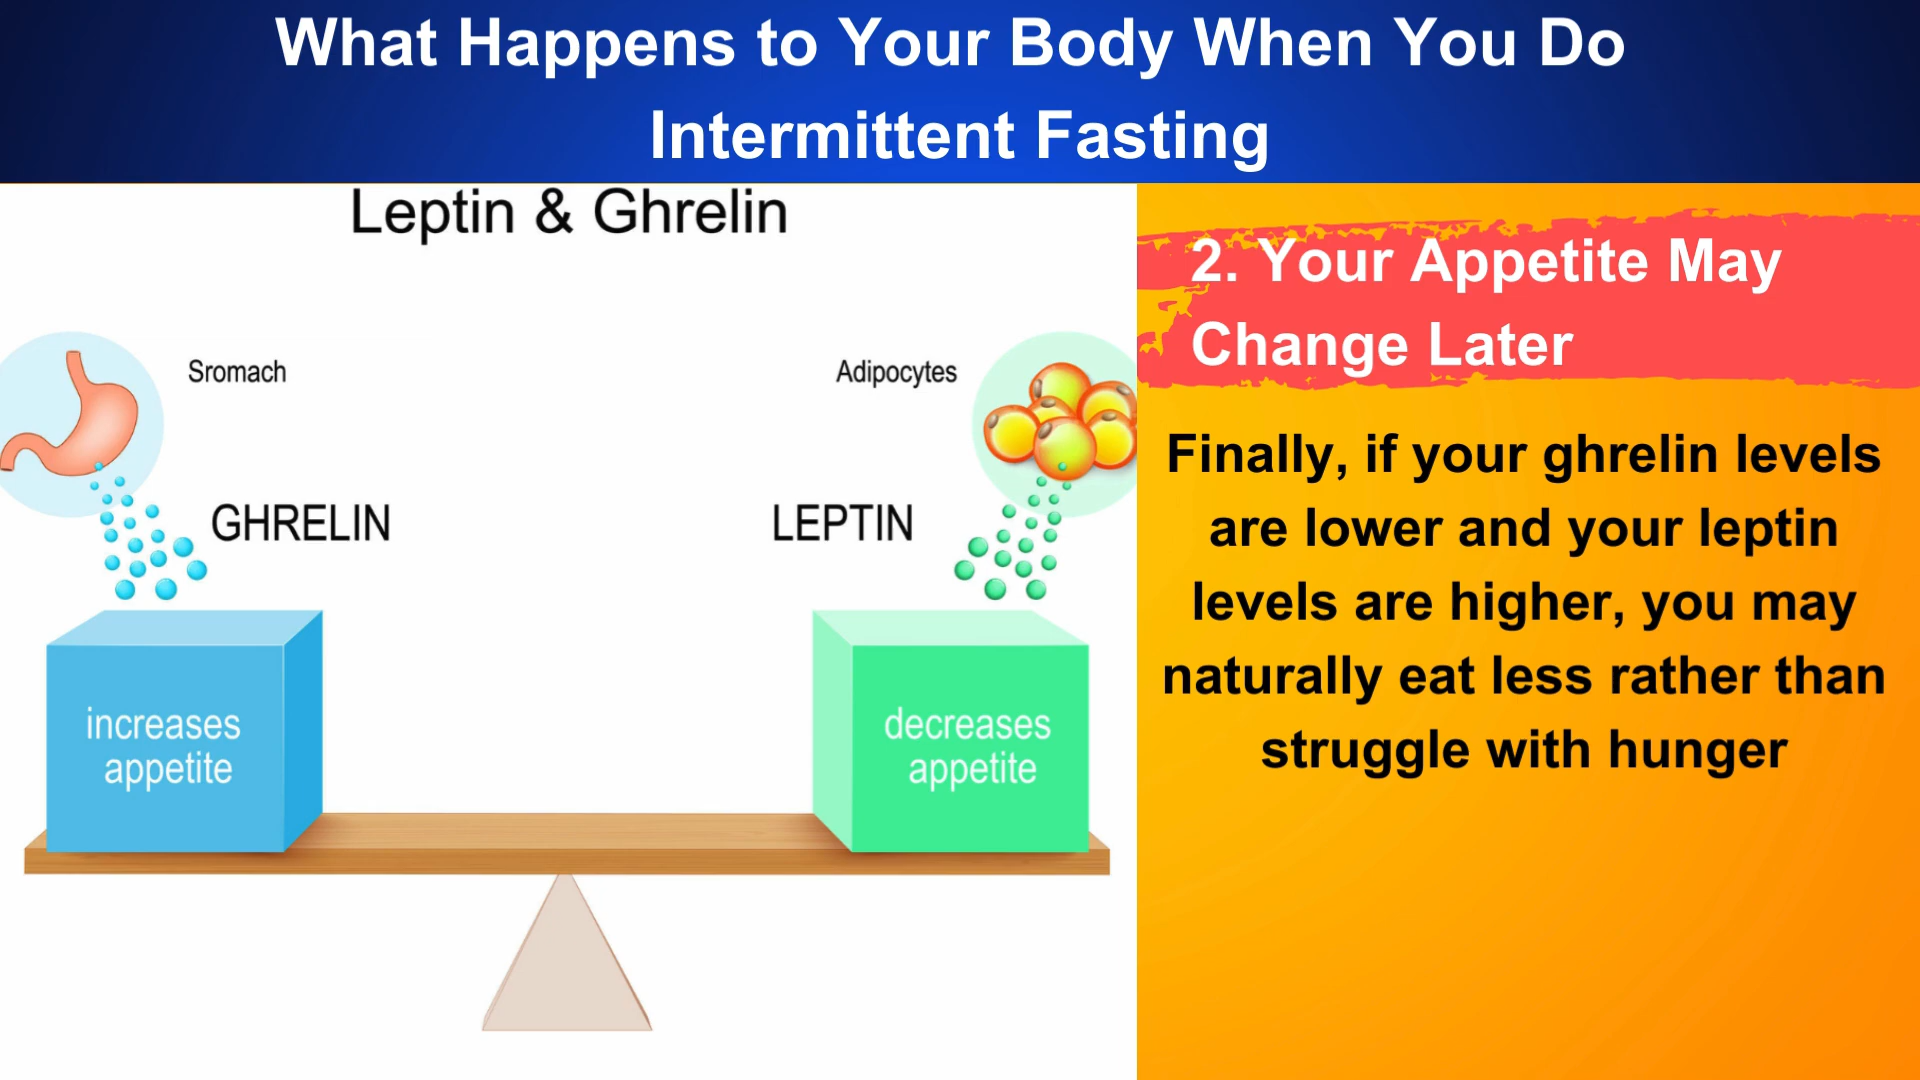 What Happens to Your Body When You Do
Intermittent Fasting
Leptin & Ghrelin
Sromach
Adipocytes
GHRELIN
LEPTIN
increases
appetite
decreases
appetite
2. Your Appetite May
Change Later
Finally, if your ghrelin levels
are lower and your leptin
levels are higher, you may
naturally eat less rather than
struggle with hunger